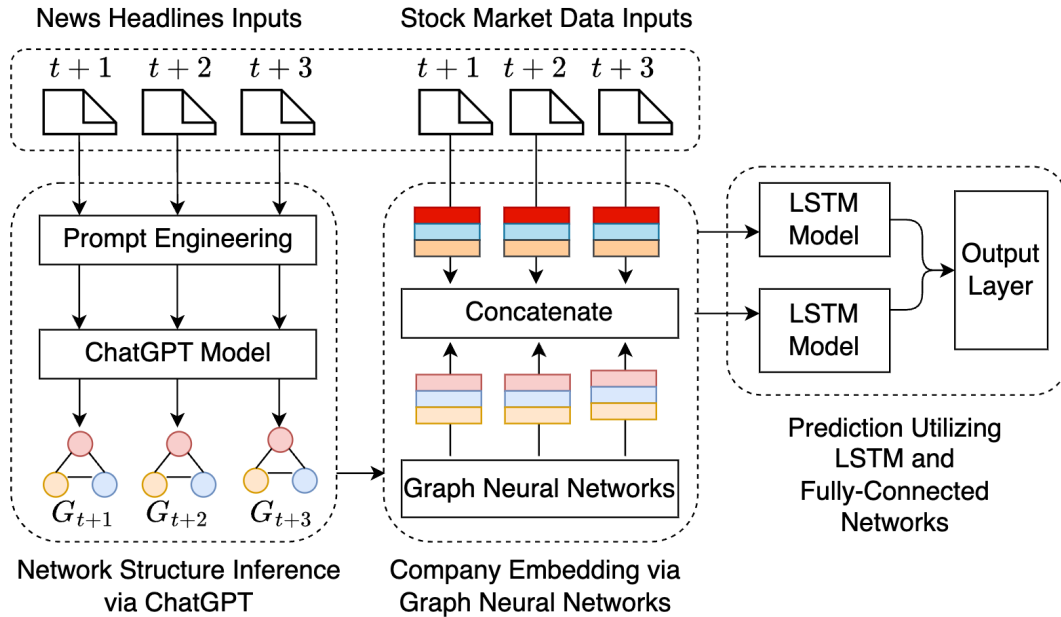 News Headlines Inputs
Stock Market Data Inputs
t + 1 t + 2 t + 3
t + 1 t + 2 t + 3
Prompt Engineering
ChatGPT Model
G_{t+1} G_{t+2} G_{t+3}
Network Structure Inference
via ChatGPT
Concatenate
Graph Neural Networks
Company Embedding via
Graph Neural Networks
LSTM
Model
LSTM
Model
Output
Layer
Prediction Utilizing
LSTM and
Fully-Connected
Networks